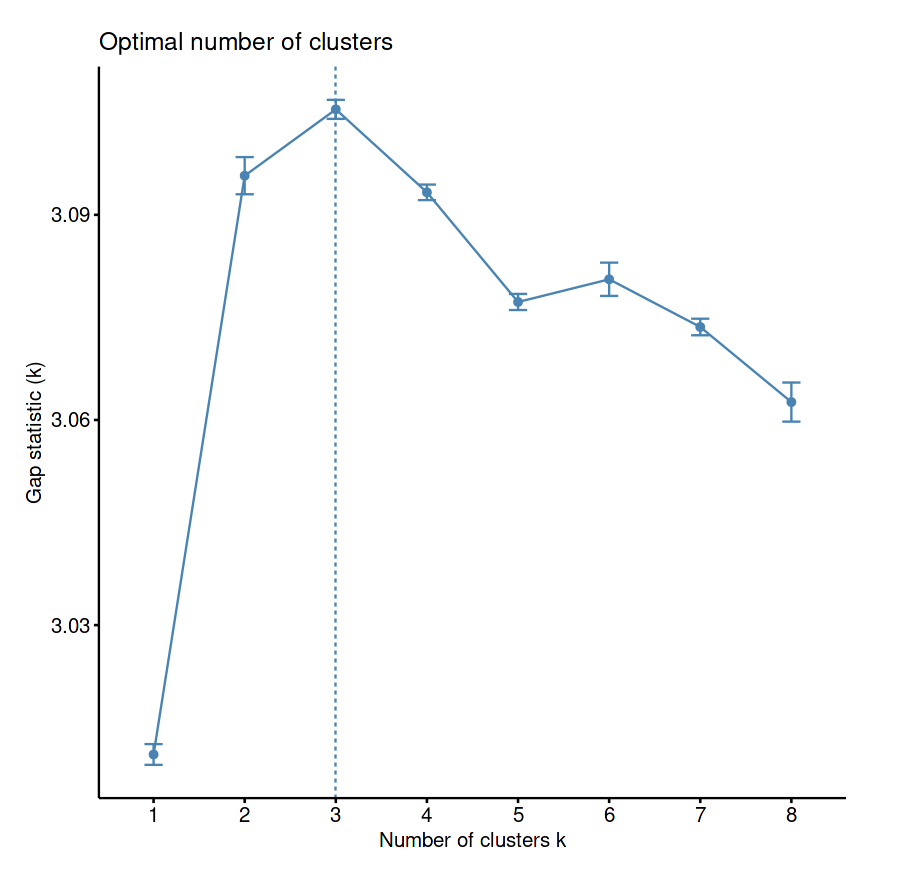 Optimal number of clusters
Gap statistic (k)
3.09
3.06
3.03
1 2 3 4 5 6 7 8
Number of clusters k